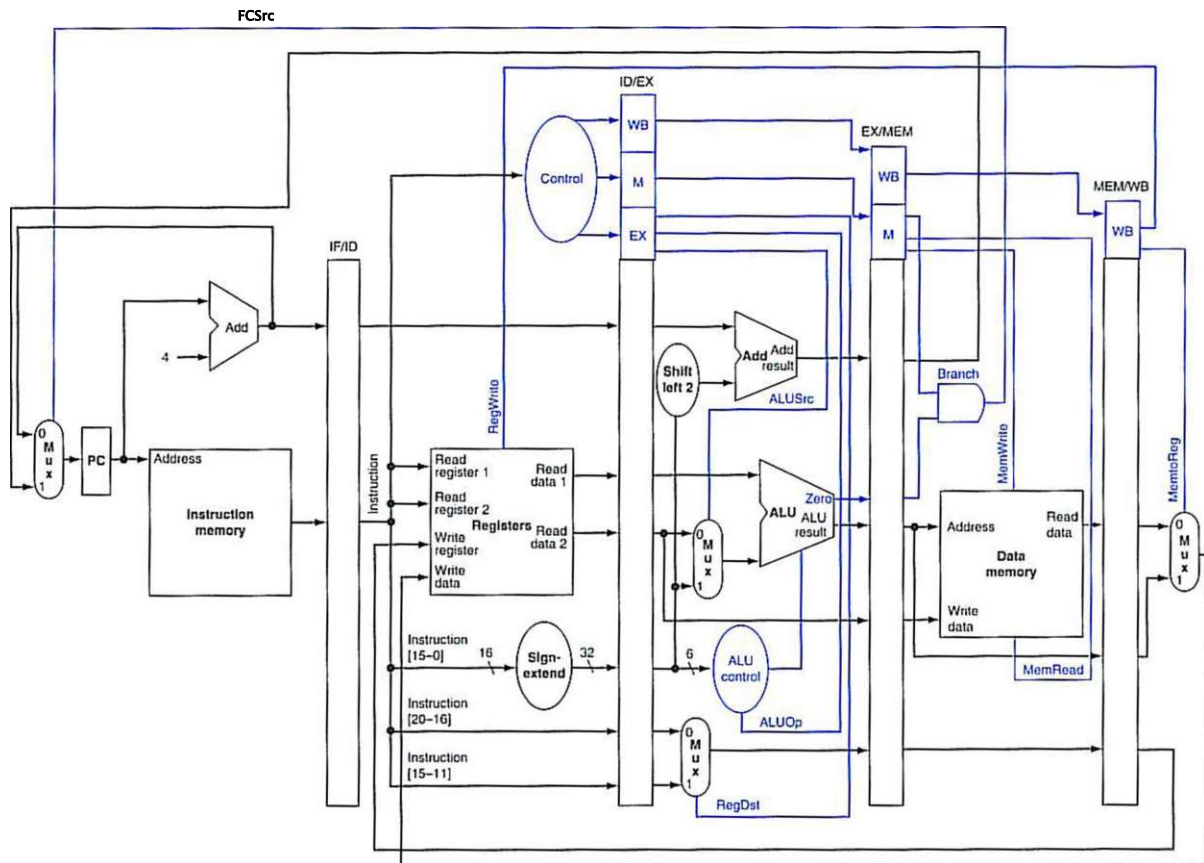 FCSrc
ID/EX
WB
EX/MEM
Control
M
WB
MEM/WB
EX
M
WB
IF/ID
Add
4
Add
Add
result
Shift
left 2
Branch
ALUSrc
RegWrite
MemWrite
MemtoReg
0
M
u
x
1
PC
Address
Instruction
memory
Instruction
Read
register 1
Read
register 2
Write
register
Write
data
Registers
Read
data 1
Read
data 2
0
M
u
x
1
ALU
Zero
ALU
result
Address
Read
data
Data
memory
Write
data
0
M
u
x
1
MemRead
Instruction
[15–0]
16
Sign-
extend
32
6
ALU
control
ALUOp
Instruction
[20–16]
Instruction
[15–11]
0
M
u
x
1
RegDst